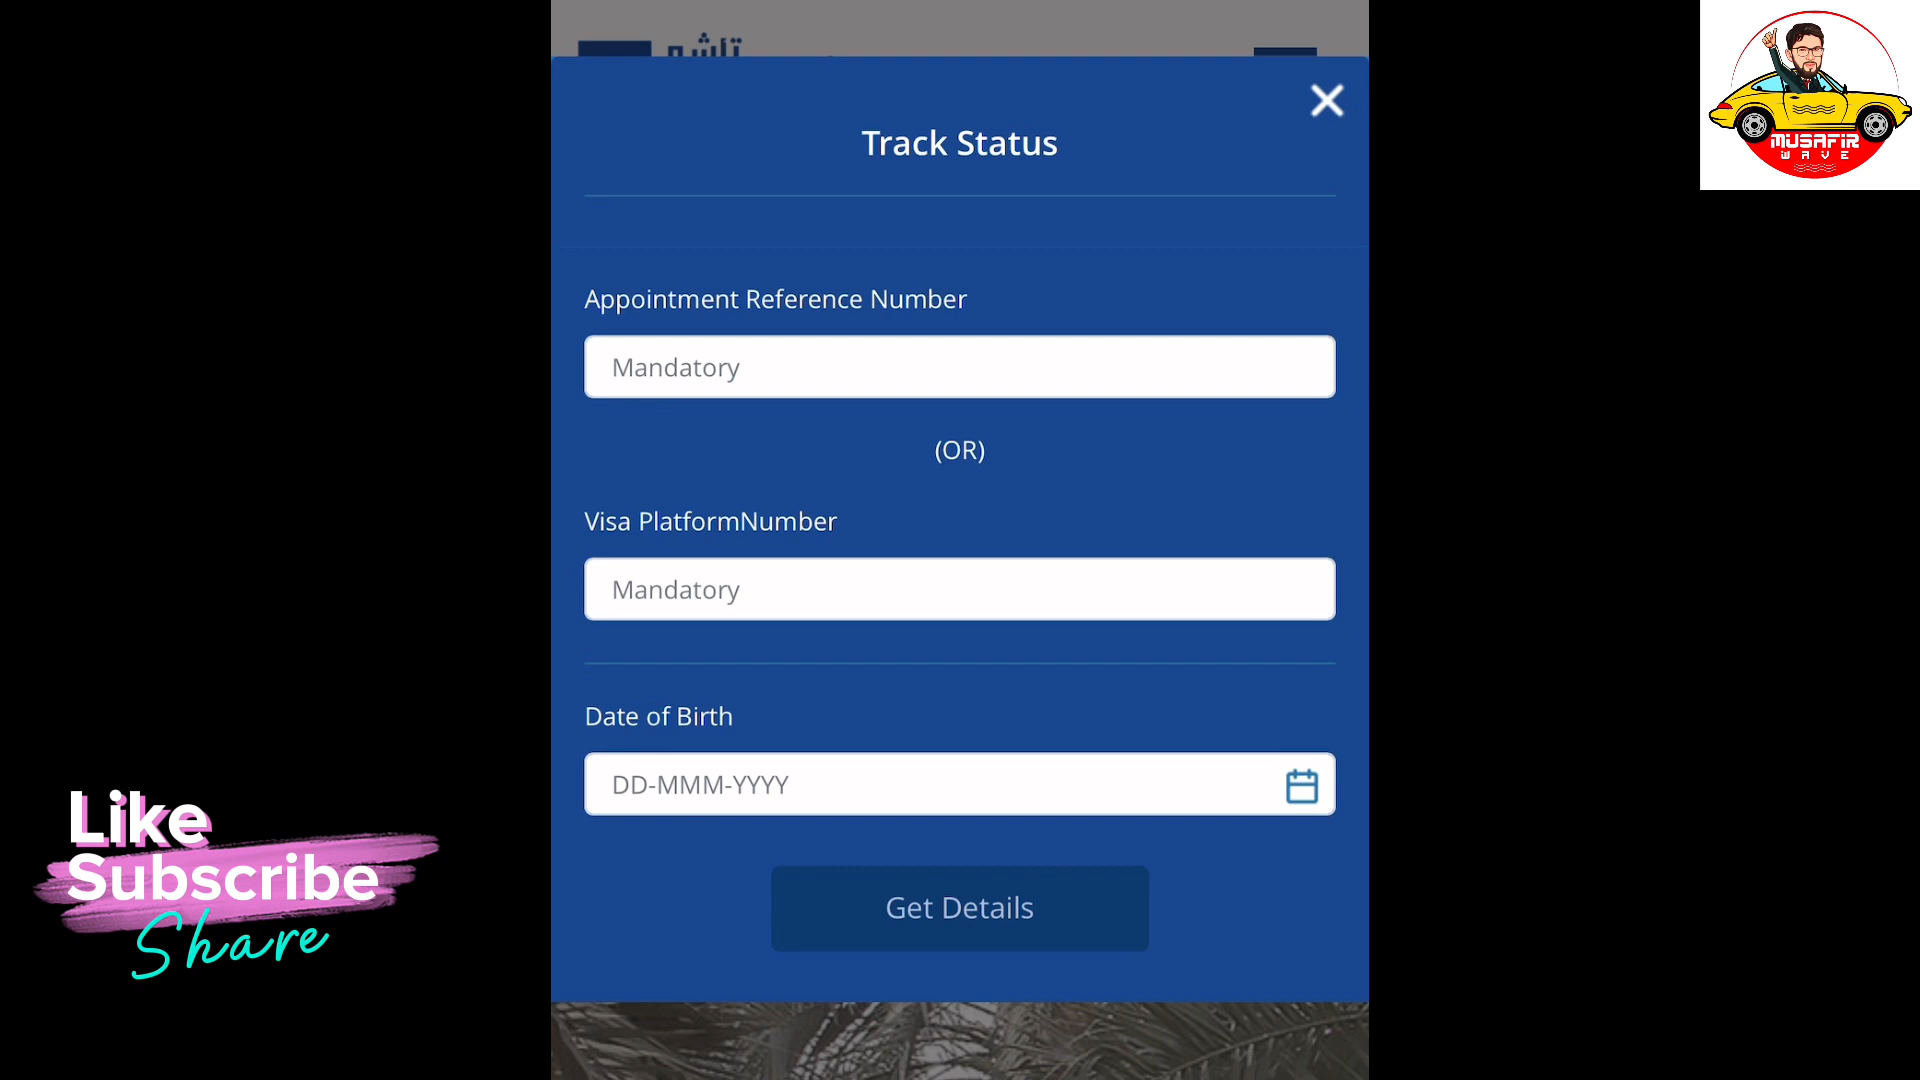 MUSAFIR
WAVE
Track Status
Appointment Reference Number
Mandatory
(OR)
Visa PlatformNumber
Mandatory
Date of Birth
DD-MMM-YYYY
Get Details
Like
Subscribe
Share